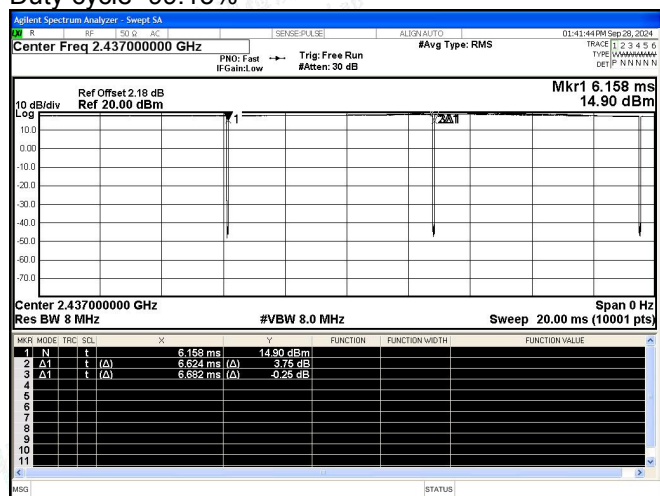 Agilent Spectrum Analyzer - Swept SA
R RF 50 Ω AC SENSE:PULSE ALIGN AUTO 01:41:44 PM Sep 28, 2024
Center Freq 2.437000000 GHz #Avg Type: RMS TRACE 1 2 3 4 5 6
PNO: Fast Trig: Free Run TYPE
IFGain:Low #Atten: 30 dB DET P N N N N N
Mkr1 6.158 ms
Ref Offset 2.18 dB
10 dB/div Ref 20.00 dBm 14.90 dBm
Log
1 2Δ1
10.0
0.00
-10.0
-20.0
-30.0
-40.0
-50.0
-60.0
-70.0
Center 2.437000000 GHz Span 0 Hz
Res BW 8 MHz #VBW 8.0 MHz Sweep 20.00 ms (10001 pts)
MKR MODE TRC SCL X Y FUNCTION FUNCTION WIDTH FUNCTION VALUE
1 N t 6.158 ms 14.90 dBm
2 Δ1 t (Δ) 6.624 ms (Δ) 3.75 dB
3 Δ1 t (Δ) 6.682 ms (Δ) -0.25 dB
4
5
6
7
8
9
10
11
MSG STATUS